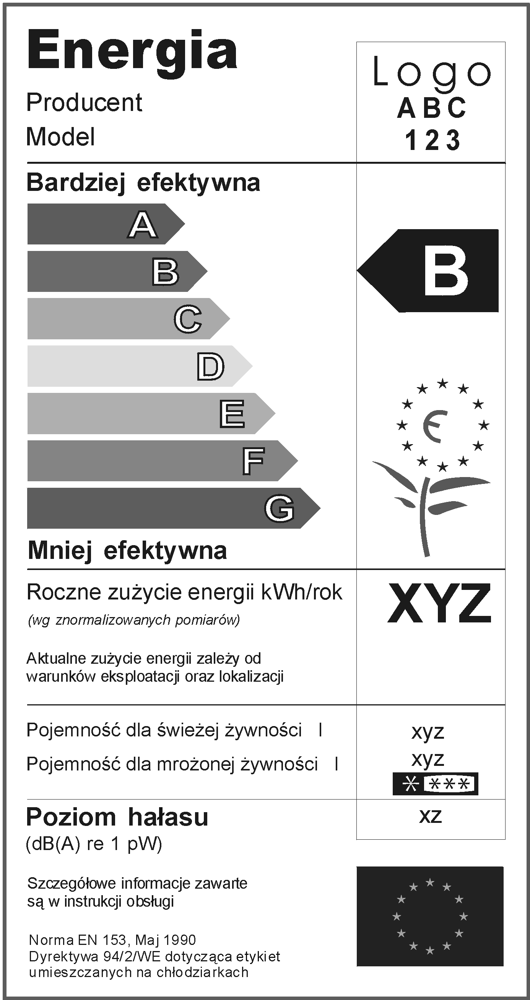 Energia
Producent
Model
Logo
ABC
123
Bardziej efektywna
A
B
C
D
E
F
G
B
Mniej efektywna
Roczne zużycie energii kWh/rok
XYZ
(wg znormalizowanych pomiarów)
Aktualne zużycie energii zależy od
warunków eksploatacji oraz lokalizacji
Pojemność dla świeżej żywności l
xyz
Pojemność dla mrożonej żywności l
xyz
* ***
Poziom hałasu
xz
(dB(A) re 1 pW)
Szczegółowe informacje zawarte
są w instrukcji obsługi
Norma EN 153, Maj 1990
Dyrektywa 94/2/WE dotycząca etykiet
umieszczanych na chłodziarkach